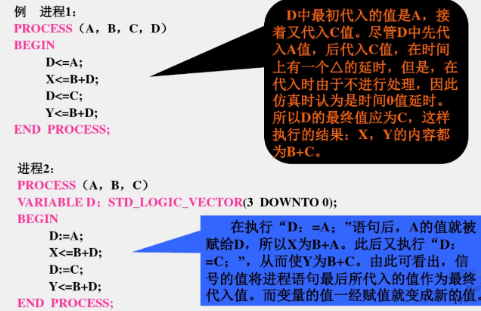 例 进程1:
PROCESS（A，B，C，D）
BEGIN
D<=A;
X<=B+D;
D<=C;
Y<=B+D;
END PROCESS;
D中最初代入的值是A，接
着又代入C值。尽管D中先代
入A值，后代入C值，在时间
上有一个△的延时，但是，在
代入时由于不进行处理，因此
仿真时认为是时间0值延时。
所以D的最终值应为C，这样
执行的结果：X，Y的内容都
为B+C。
进程2:
PROCESS（A，B，C）
VARIABLE D：STD_LOGIC_VECTOR(3 DOWNTO 0);
BEGIN
D:=A;
X<=B+D;
D:=C;
Y<=B+D;
END PROCESS;
在执行“D：=A；”语句后，A的值就被
赋给D，所以X为B+A。此后又执行“D：
=C；”，从而使Y为B+C。由此可看出，信
号的值将进程语句最后所代入的值作为最终
代入值。而变量的值一经赋值就变成新的值。